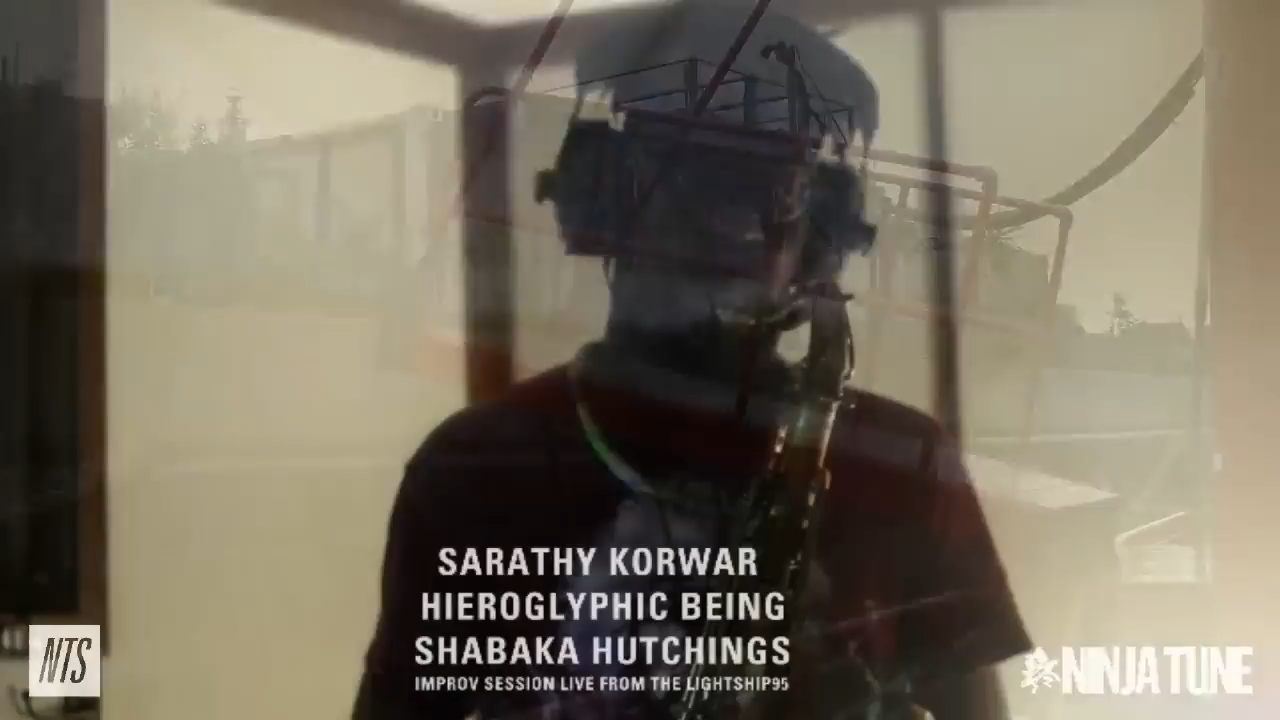 SARATHY KORWAR
HIEROGLYPHIC BEING
SHABAKA HUTCHINGS
IMPROV SESSION LIVE FROM THE LIGHTSHIP95
NTS
NINJA TUNE